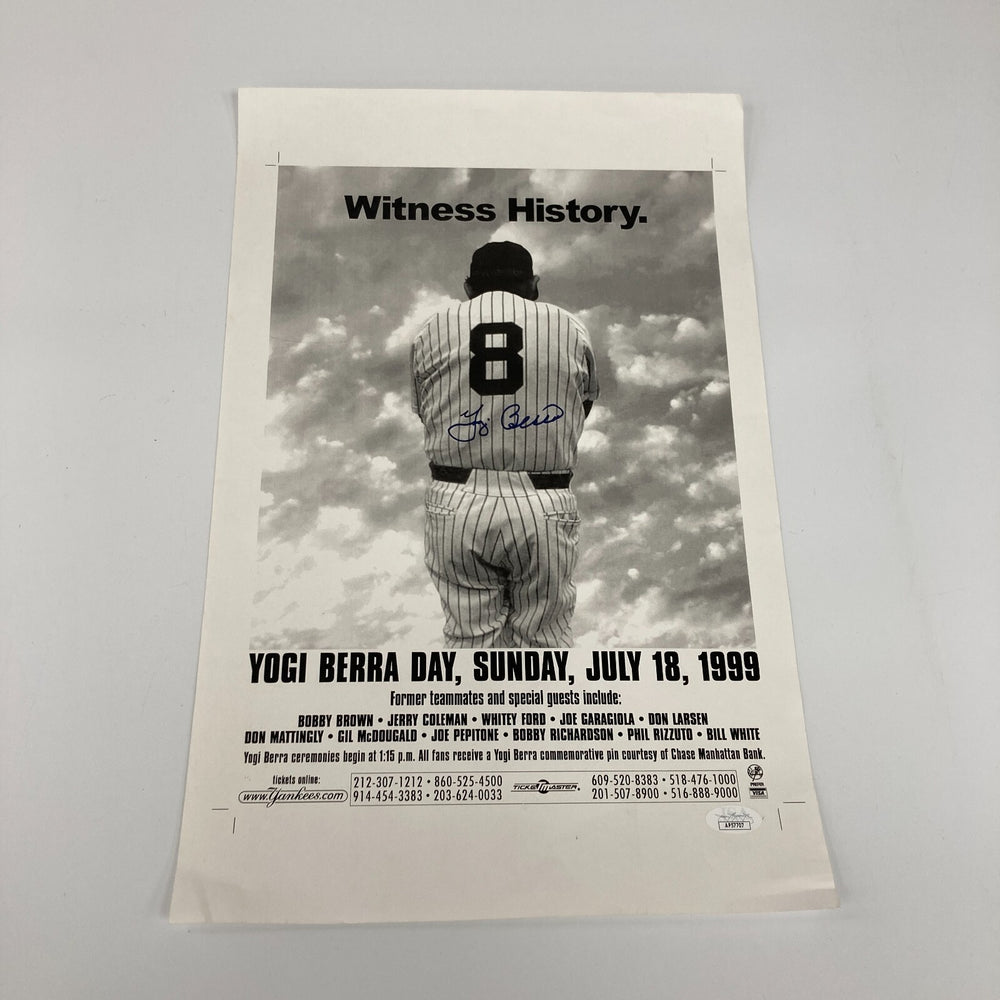 Witness History.
8
Yogi Berra
YOGI BERRA DAY, SUNDAY, JULY 18, 1999
Former teammates and special guests include:
BOBBY BROWN • JERRY COLEMAN • WHITEY FORD • JOE GARAGIOLA • DON LARSEN
DON MATTINGLY • GIL McDOUGALD • JOE PEPITONE • BOBBY RICHARDSON • PHIL RIZZUTO • BILL WHITE
Yogi Berra ceremonies begin at 1:15 p.m. All fans receive a Yogi Berra commemorative pin courtesy of Chase Manhattan Bank.
tickets online:
www.Yankees.com
212-307-1212 • 860-525-4500
914-454-3383 • 203-624-0033
TICKETMASTER
609-520-8383 • 518-476-1000
201-507-8900 • 516-888-9000
PREFER
VISA